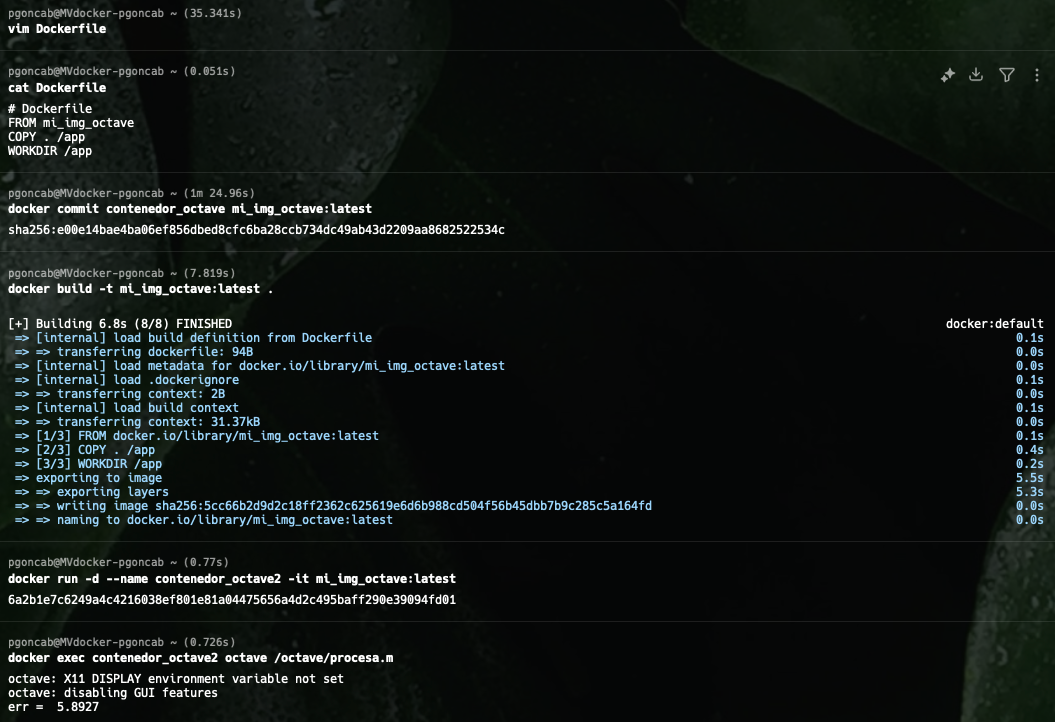 pgoncab@MVdocker-pgoncab ~ (35.341s)
vim Dockerfile
pgoncab@MVdocker-pgoncab ~ (0.051s)
cat Dockerfile
# Dockerfile
FROM mi_img_octave
COPY . /app
WORKDIR /app
pgoncab@MVdocker-pgoncab ~ (1m 24.96s)
docker commit contenedor_octave mi_img_octave:latest
sha256:e00e14bae4ba06ef856dbed8cfc6ba28ccb734dc49ab43d2209aa8682522534c
pgoncab@MVdocker-pgoncab ~ (7.819s)
docker build -t mi_img_octave:latest .
[+] Building 6.8s (8/8) FINISHED docker:default
=> [internal] load build definition from Dockerfile 0.1s
=> => transferring dockerfile: 94B 0.0s
=> [internal] load metadata for docker.io/library/mi_img_octave:latest 0.0s
=> [internal] load .dockerignore 0.1s
=> => transferring context: 2B 0.0s
=> [internal] load build context 0.1s
=> => transferring context: 31.37kB 0.0s
=> [1/3] FROM docker.io/library/mi_img_octave:latest 0.1s
=> [2/3] COPY . /app 0.4s
=> [3/3] WORKDIR /app 0.2s
=> exporting to image 5.5s
=> => exporting layers 5.3s
=> => writing image sha256:5cc66b2d9d2c18ff2362c625619e6d6b988cd504f56b45dbb7b9c285c5a164fd 0.0s
=> => naming to docker.io/library/mi_img_octave:latest 0.0s
pgoncab@MVdocker-pgoncab ~ (0.77s)
docker run -d --name contenedor_octave2 -it mi_img_octave:latest
6a2b1e7c6249a4c4216038ef801e81a04475656a4d2c495baff290e39094fd01
pgoncab@MVdocker-pgoncab ~ (0.726s)
docker exec contenedor_octave2 octave /octave/procesa.m
octave: X11 DISPLAY environment variable not set
octave: disabling GUI features
err =  5.8927